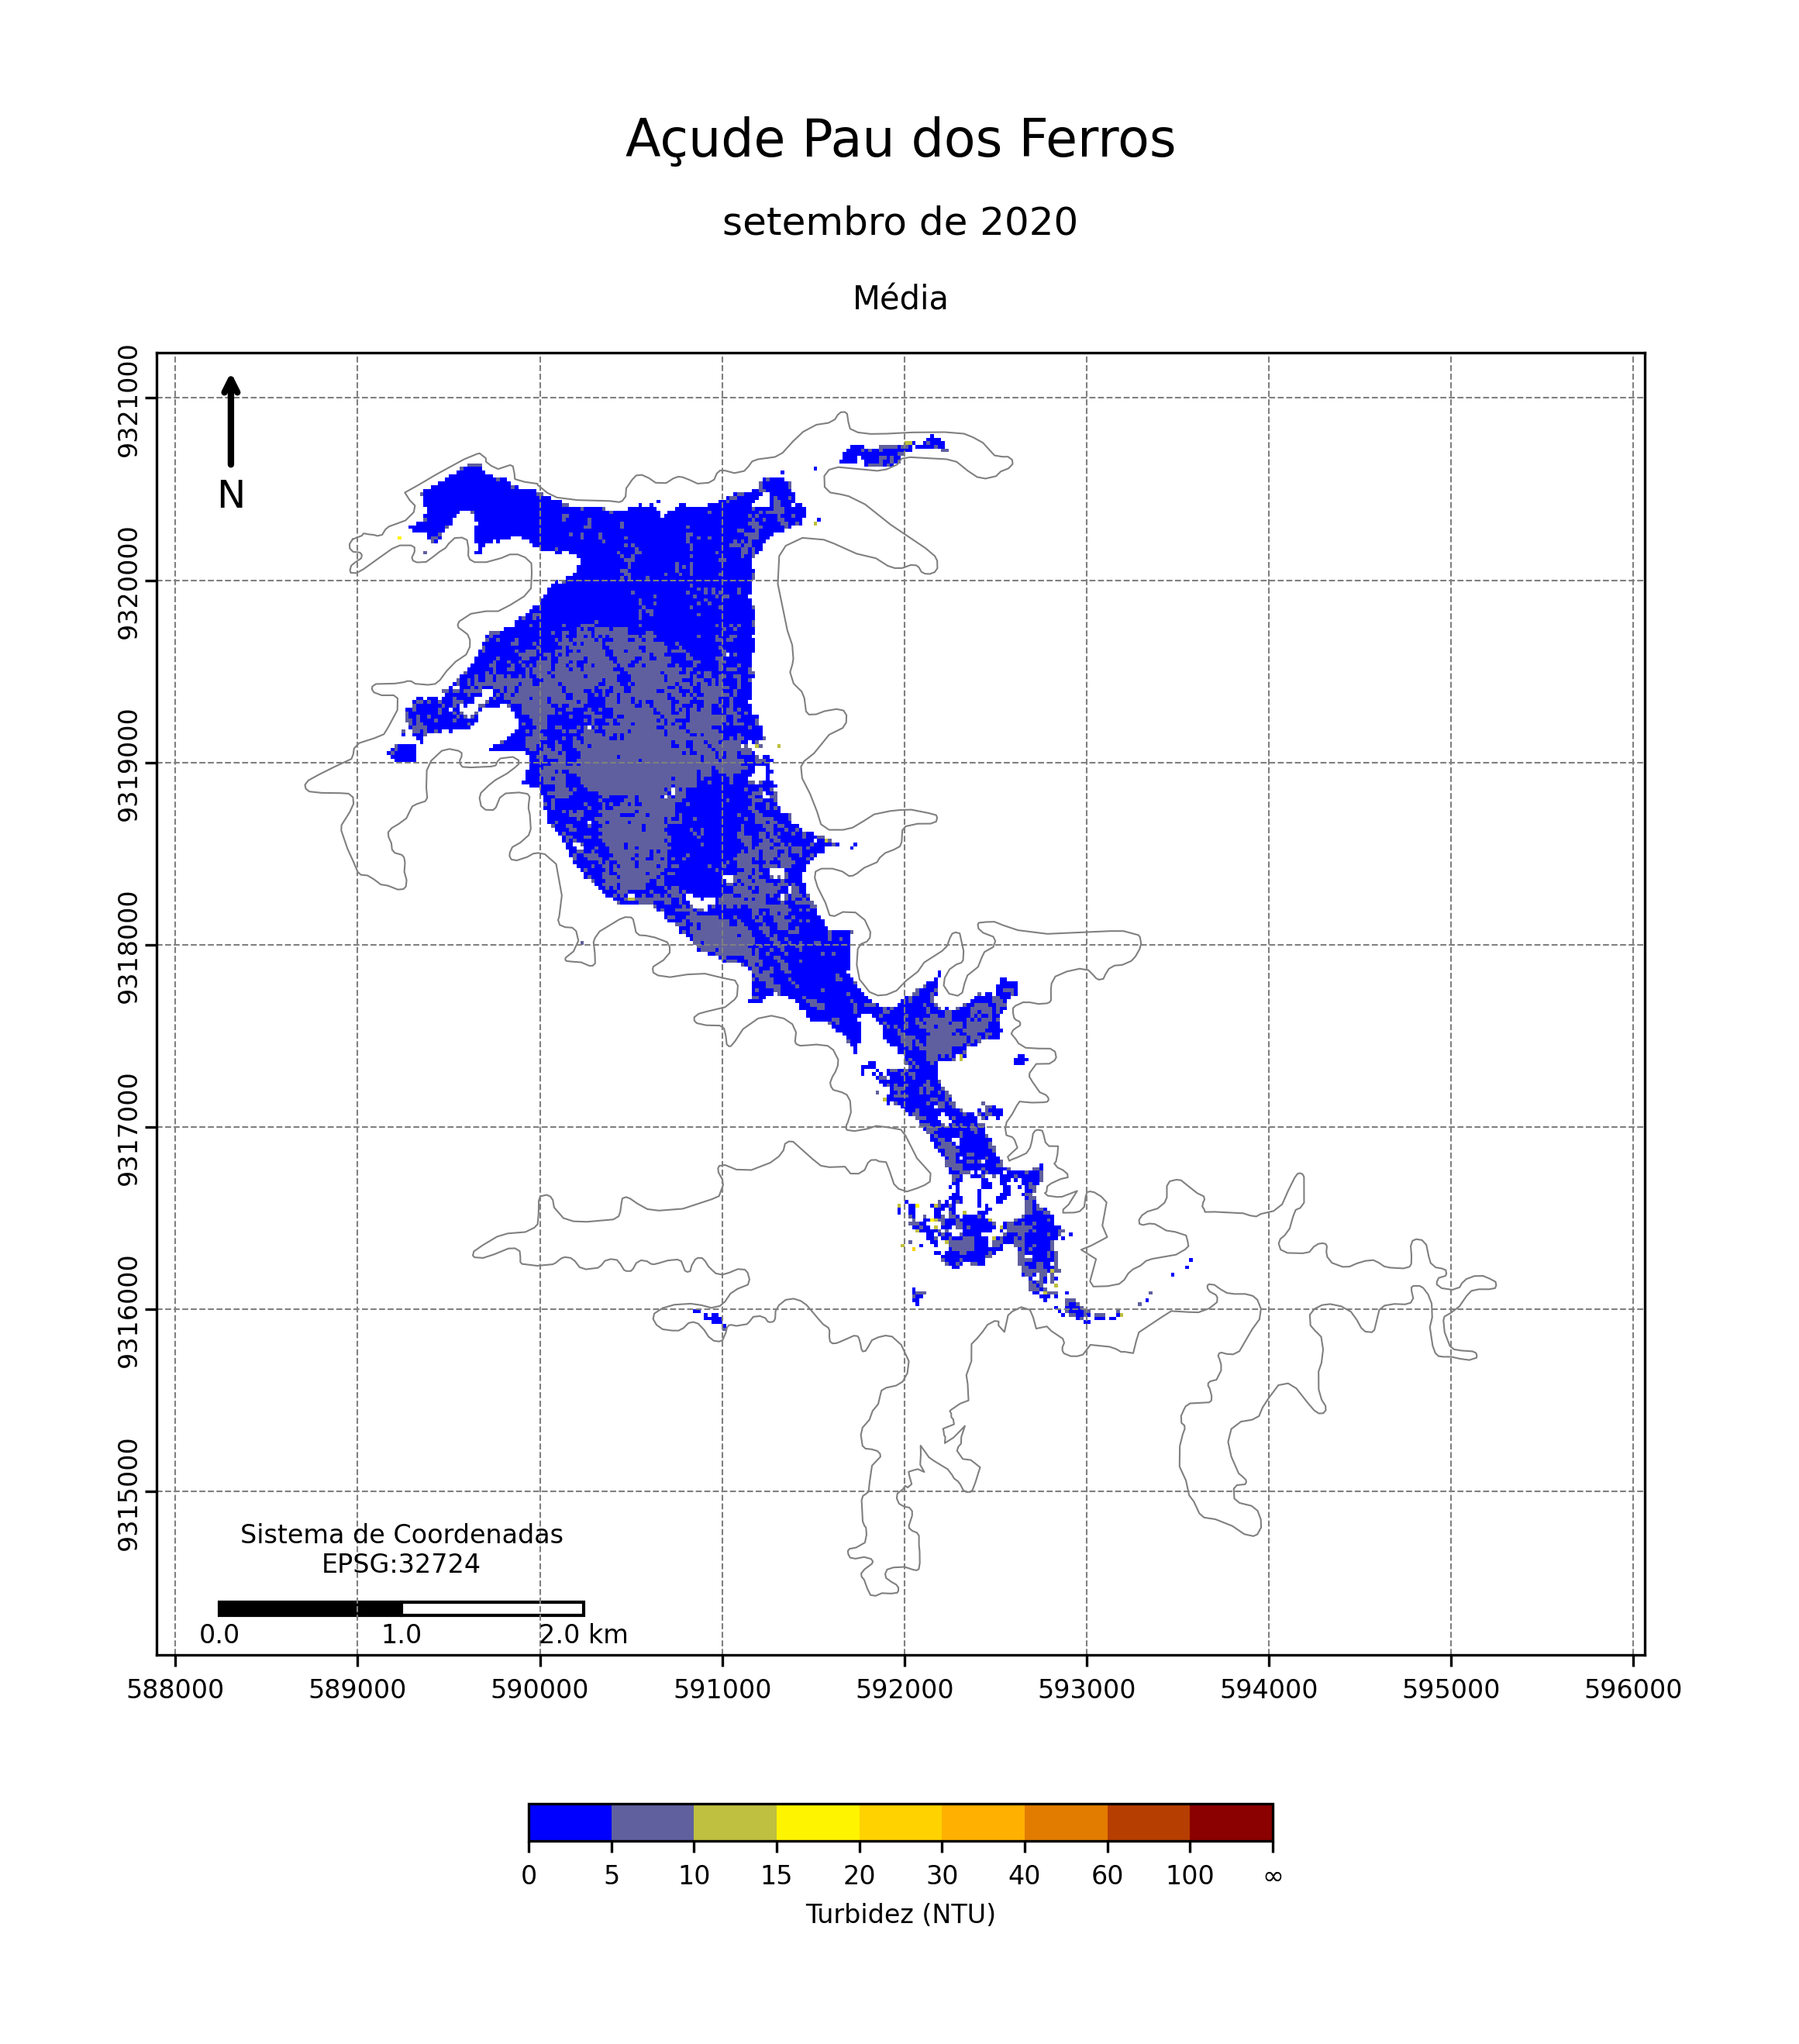 Açude Pau dos Ferros
setembro de 2020
Média
9321000
9320000
9319000
9318000
9317000
9316000
9315000
N
Sistema de Coordenadas
EPSG:32724
0.0 1.0 2.0 km
588000 589000 590000 591000 592000 593000 594000 595000 596000
0 5 10 15 20 30 40 60 100 ∞
Turbidez (NTU)